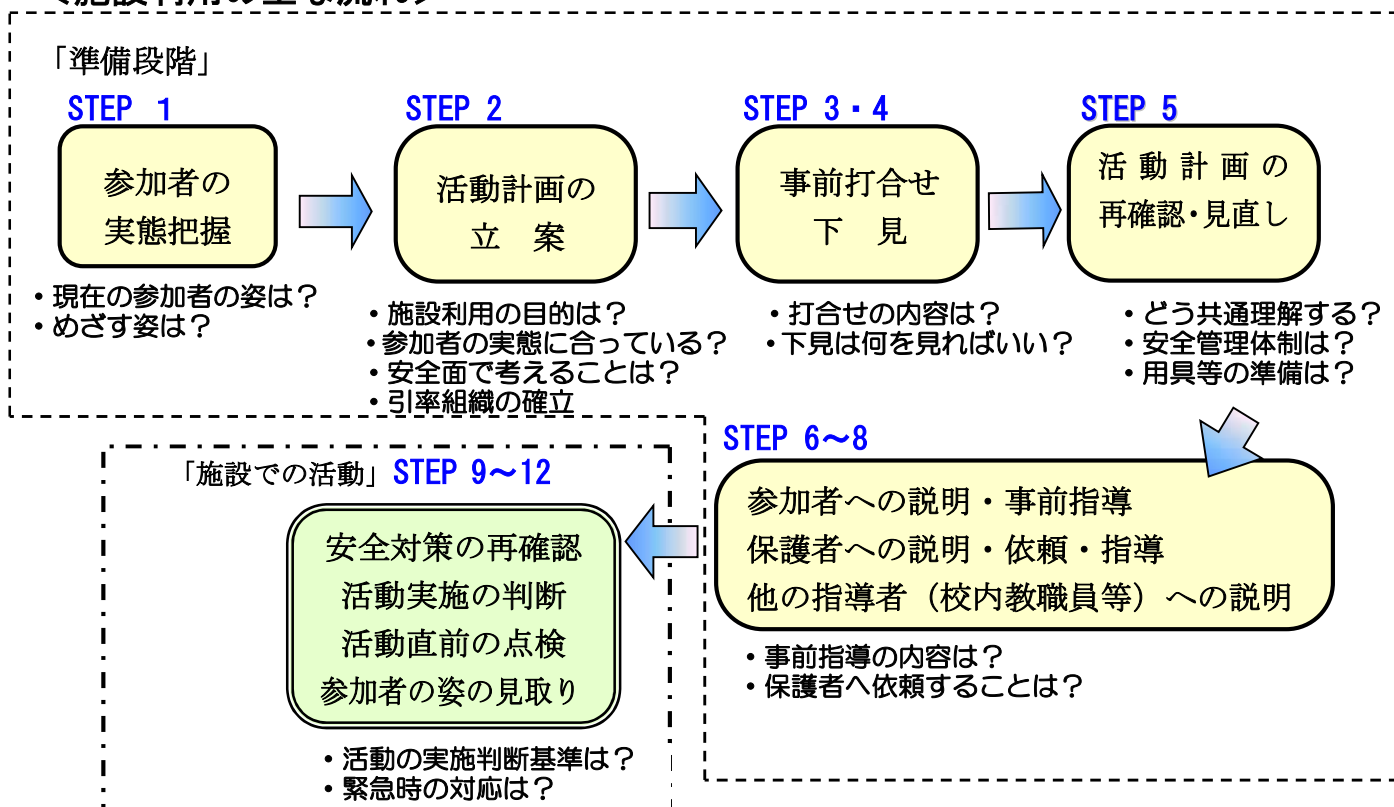 「準備段階」
STEP 1
参加者の
実態把握
・現在の参加者の姿は？
・めざす姿は？
STEP 2
活動計画の
立　案
・施設利用の目的は？
・参加者の実態に合っている？
・安全面で考えることは？
・引率組織の確立
STEP 3・4
事前打合せ
下　見
・打合せの内容は？
・下見は何を見ればいい？
STEP 5
活動計画の
再確認・見直し
・どう共通理解する？
・安全管理体制は？
・用具等の準備は？
STEP 6～8
参加者への説明・事前指導
保護者への説明・依頼・指導
他の指導者（校内教職員等）への説明
・事前指導の内容は？
・保護者へ依頼することは？
「施設での活動」STEP 9～12
安全対策の再確認
活動実施の判断
活動直前の点検
参加者の姿の見取り
・活動の実施判断基準は？
・緊急時の対応は？